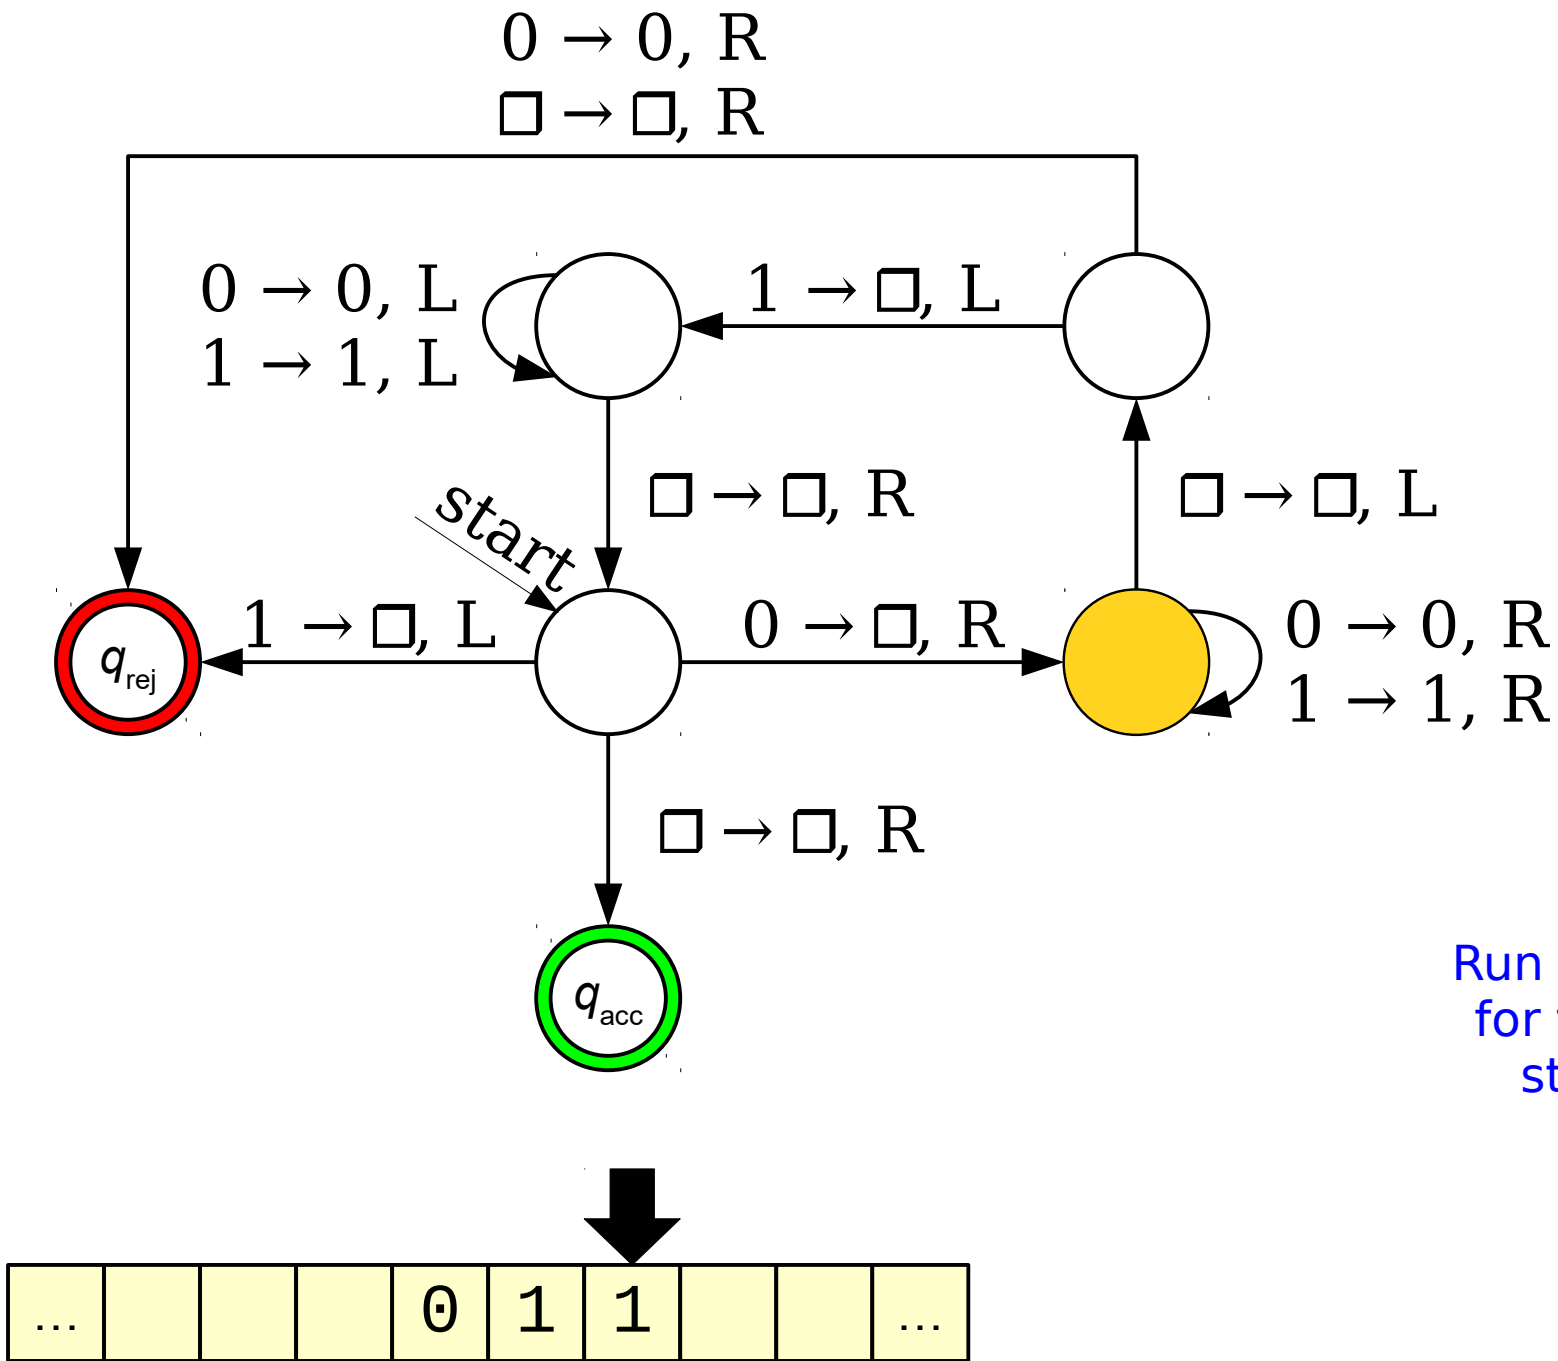 0 → 0, R
☐ → ☐, R
0 → 0, L
1 → 1, L
1 → ☐, L
☐ → ☐, R
☐ → ☐, L
start
1 → ☐, L
0 → ☐, R
0 → 0, R
1 → 1, R
q_rej
☐ → ☐, R
q_acc
Run
for
... 0 1 1 ...